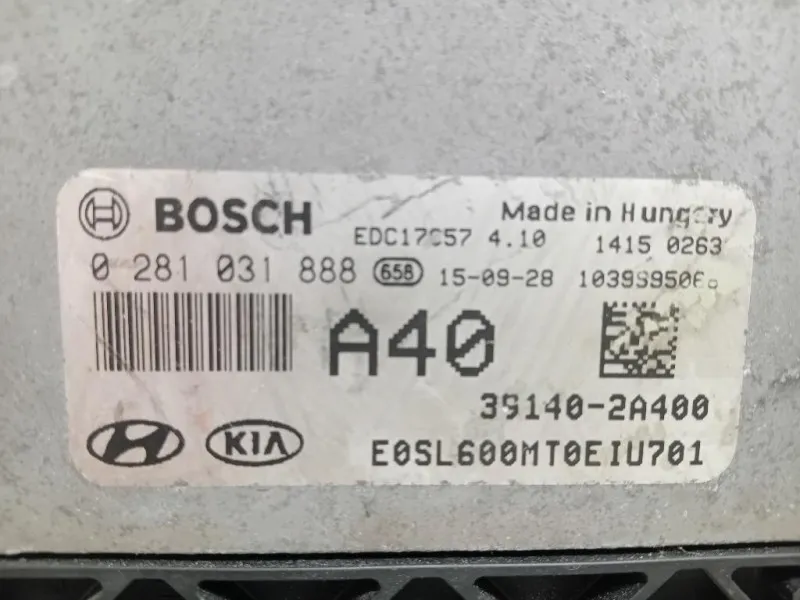 BOSCH
Made in Hungary
EDC17C57 4.10
1415 0263
0 281 031 888 658 15-09-28
A40
39140-2A400
KIA
E0SL600MT0EIU701